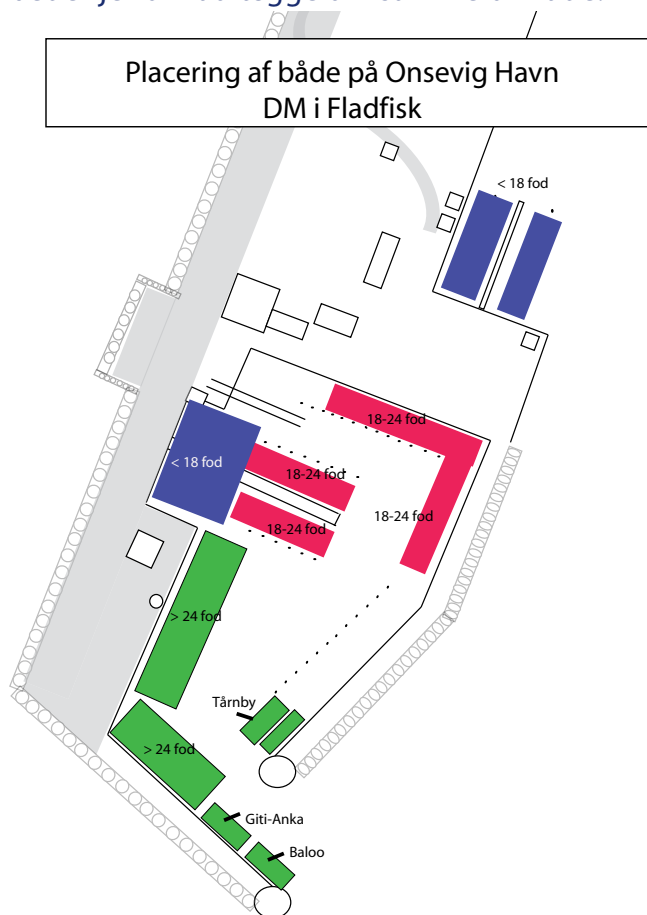 Placering af både på Onsevig Havn
DM i Fladfisk
< 18 fod
18-24 fod
< 18 fod
18-24 fod
18-24 fod
18-24 fod
> 24 fod
Tårnby
> 24 fod
Giti-Anka
Baloo